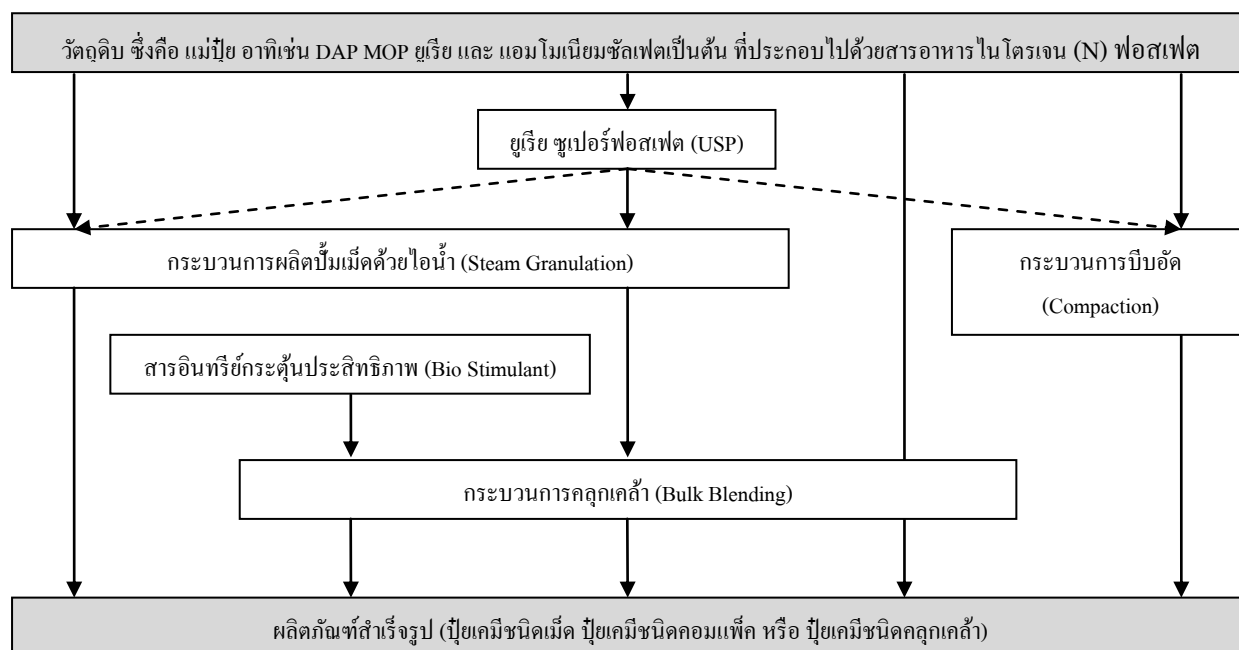 วัตถุดิบ ซึ่งคือ แม่ปุ๋ย อาทิเช่น DAP MOP ยูเรีย และ แอมโมเนียมซัลเฟตเป็นต้น ที่ประกอบไปด้วยสารอาหารไนโตรเจน (N) ฟอสเฟต
ยูเรีย ซูเปอร์ฟอสเฟต (USP)
กระบวนการผลิตปั้มเม็ดด้วยไอน้ำ (Steam Granulation)
กระบวนการบีบอัด
(Compaction)
สารอินทรีย์กระตุ้นประสิทธิภาพ (Bio Stimulant)
กระบวนการคลุกเคล้า (Bulk Blending)
ผลิตภัณฑ์สำเร็จรูป (ปุ๋ยเคมีชนิดเม็ด ปุ๋ยเคมีชนิดคอมแพ็ค หรือ ปุ๋ยเคมีชนิดคลุกเคล้า)